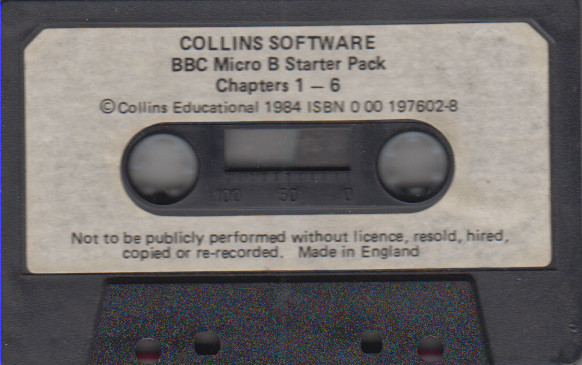 COLLINS SOFTWARE
BBC Micro B Starter Pack
Chapters 1 – 6
©Collins Educational 1984 ISBN 0 00 197602-8
100 50 0
Not to be publicly performed without licence, resold, hired,
copied or re-recorded. Made in England